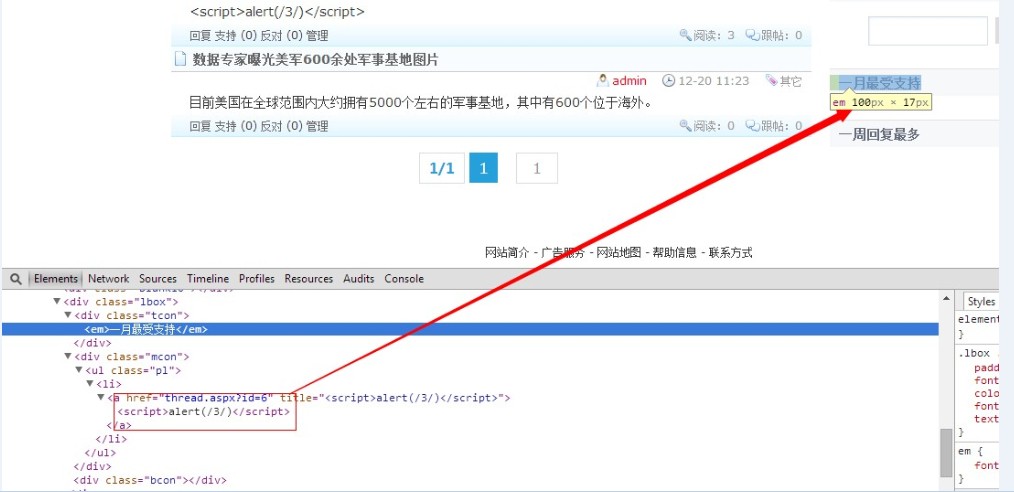 <script>alert(/3/)</script>
回复 支持 (0) 反对 (0) 管理 阅读：3 跟帖：0
数据专家曝光美军600余处军事基地图片
admin 12-20 11:23 其它
目前美国在全球范围内大约拥有5000个左右的军事基地，其中有600个位于海外。
回复 支持 (0) 反对 (0) 管理 阅读：0 跟帖：0
1/1 1 1
一月最受支持
em 100px × 17px
一周回复最多
网站简介 - 广告服务 - 网站地图 - 帮助信息 - 联系方式
Elements Network Sources Timeline Profiles Resources Audits Console
<div class="lbox">
<div class="tcon">
<em>一月最受支持</em>
</div>
<div class="mcon">
<ul class="pl">
<li>
<a href="thread.aspx?id=6" title="<script>alert(/3/)</script>">
<script>alert(/3/)</script>
</a>
</li>
</ul>
</div>
<div class="bcon"></div>
Styles
element
}
.lbox .
padd
font
colo
font
text
}
em {
font
}